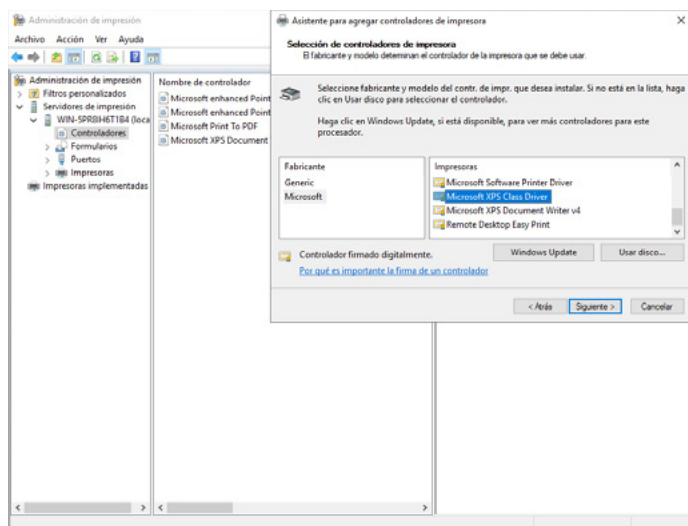 Administración de impresión
Archivo Acción Ver Ayuda
Administración de impresión
Filtros personalizados
Servidores de impresión
WIN-5PR8IH6T1B4 (loca
Controladores
Formularios
Puertos
Impresoras
Impresoras implementadas
Nombre de controlador
Microsoft enhanced Point
Microsoft enhanced Point
Microsoft Print To PDF
Microsoft XPS Document
Asistente para agregar controladores de impresora
Selección de controladores de impresora
El fabricante y modelo determinan el controlador de la impresora que se debe usar.
Seleccione fabricante y modelo del contr. de impr. que desea instalar. Si no está en la lista, haga
clic en Usar disco para seleccionar el controlador.
Haga clic en Windows Update, si está disponible, para ver más controladores para este
procesador.
Fabricante
Generic
Microsoft
Impresoras
Microsoft Software Printer Driver
Microsoft XPS Class Driver
Microsoft XPS Document Writer v4
Remote Desktop Easy Print
Controlador firmado digitalmente.
Por qué es importante la firma de un controlador
Windows Update
Usar disco...
< Atrás
Siguiente >
Cancelar